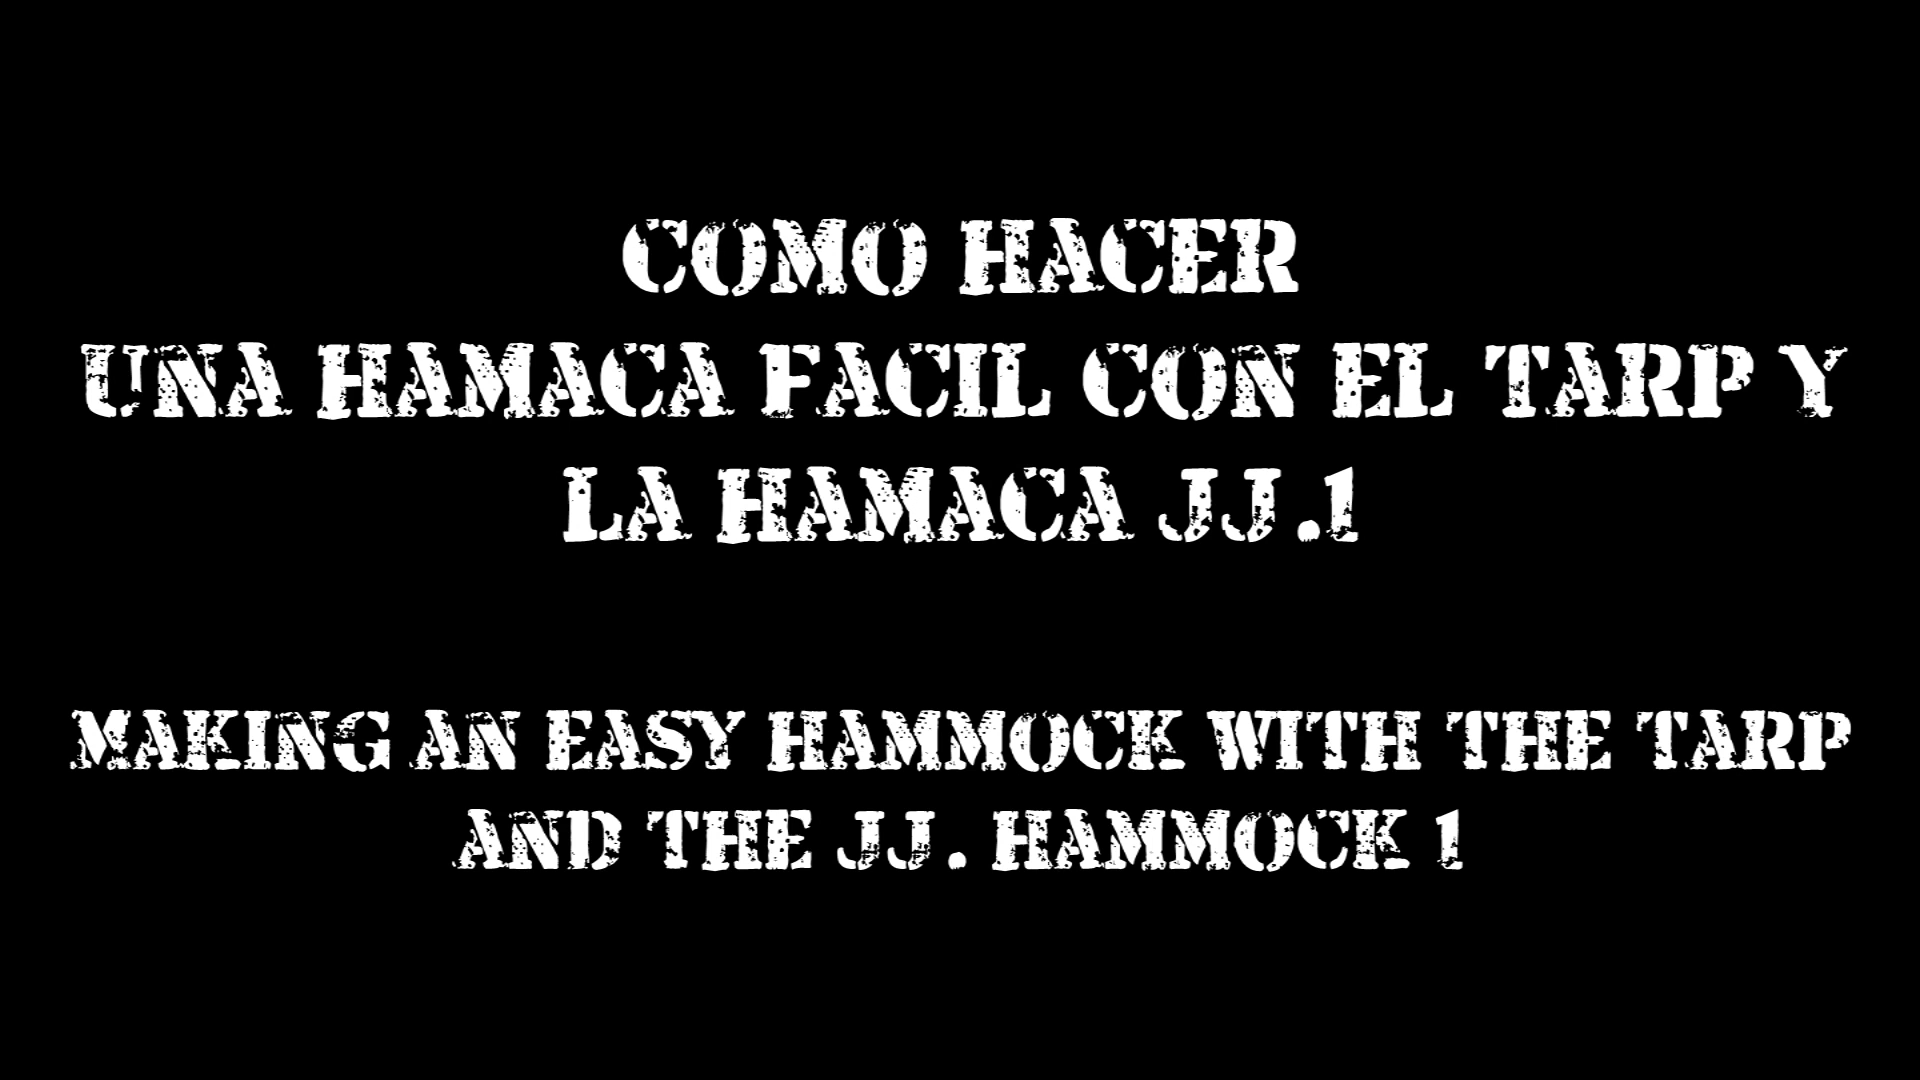 COMO HACER
UNA HAMACA FACIL CON EL TARP Y
LA HAMACA JJ.1
MAKING AN EASY HAMMOCK WITH THE TARP
AND THE JJ. HAMMOCK 1